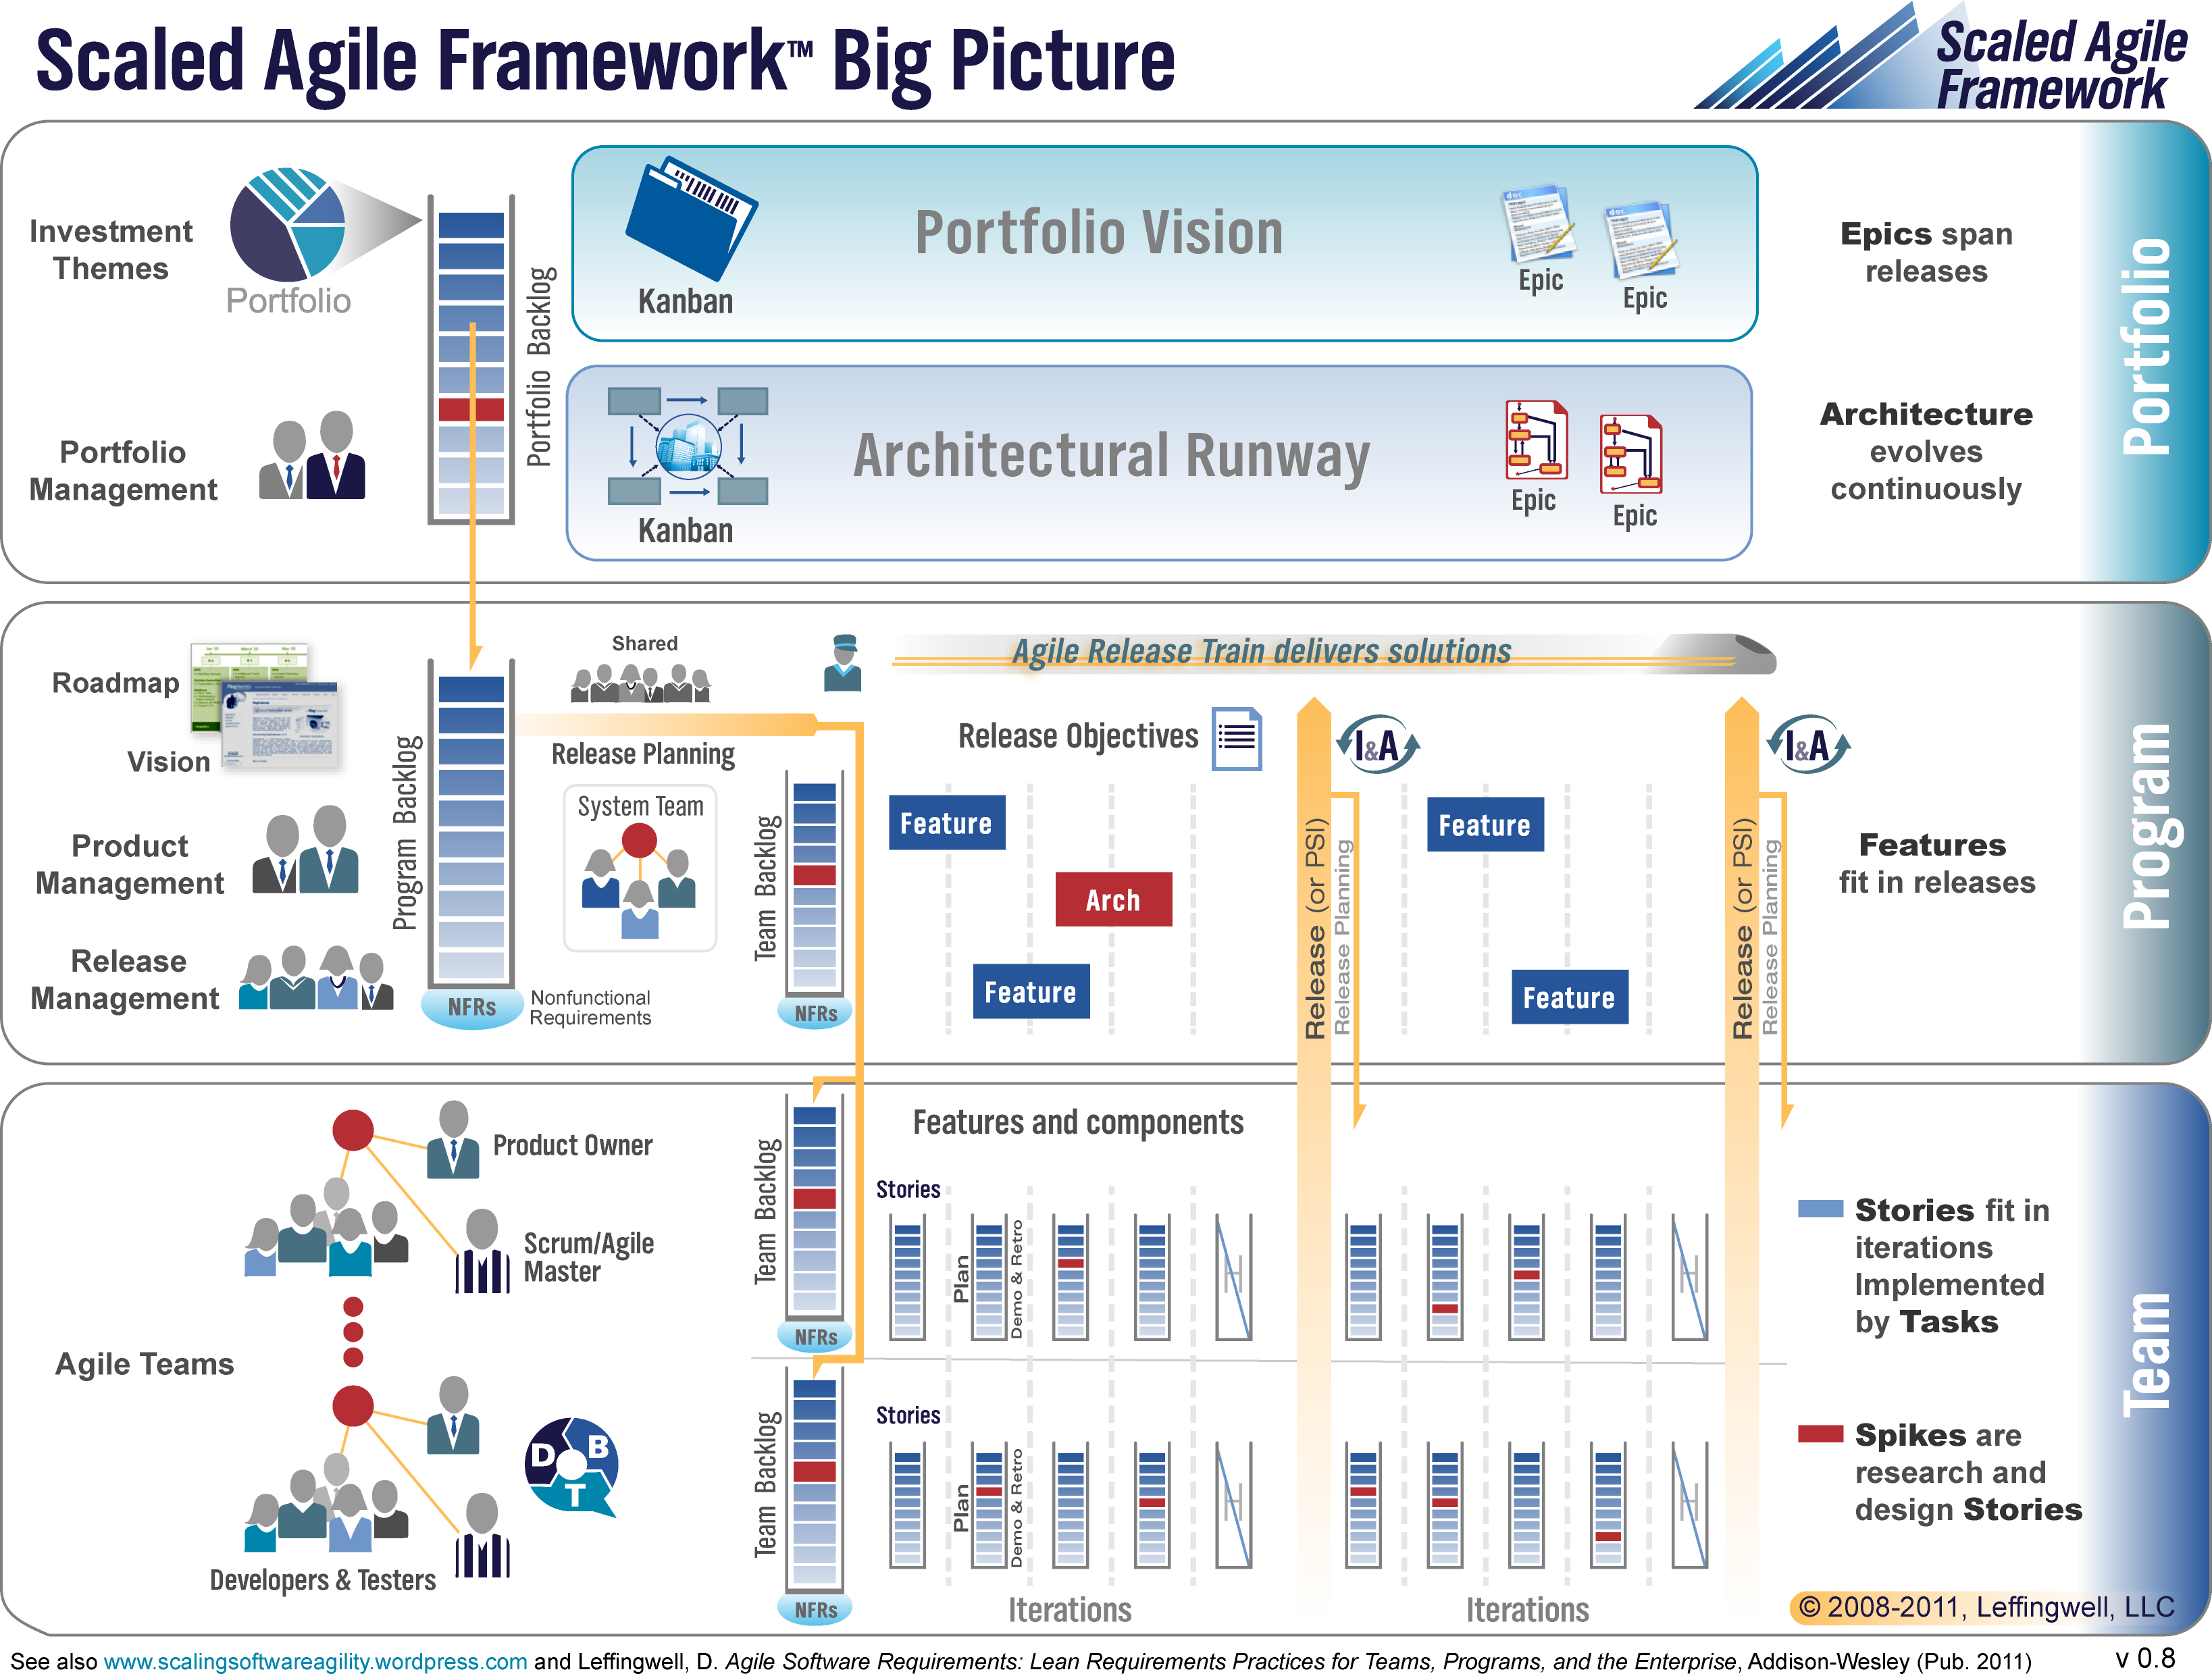 Scaled Agile Framework™ Big Picture
Scaled Agile
Framework
Investment
Themes
Portfolio
Portfolio
Management
Portfolio Backlog
Kanban
Portfolio Vision
Epic
Epic
Kanban
Architectural Runway
Epic
Epic
Epics span
releases
Architecture
evolves
continuously
Portfolio
Roadmap
Vision
Product
Management
Release
Management
Program Backlog
NFRs
Nonfunctional
Requirements
Shared
Release Planning
System Team
Team Backlog
NFRs
Agile Release Train delivers solutions
Release Objectives
Feature
Arch
Feature
Release (or PSI)
Release Planning
I&A
Feature
Feature
Release (or PSI)
Release Planning
I&A
Features
fit in releases
Program
Agile Teams
Product Owner
Scrum/Agile
Master
Developers & Testers
D
B
T
Team Backlog
NFRs
Team Backlog
NFRs
Features and components
Stories
Plan
Demo & Retro
H
H
Stories
Plan
Demo & Retro
H
H
Iterations
Iterations
Stories fit in
iterations
Implemented
by Tasks
Spikes are
research and
design Stories
Team
© 2008-2011, Leffingwell, LLC
See also www.scalingsoftwareagility.wordpress.com and Leffingwell, D. Agile Software Requirements: Lean Requirements Practices for Teams, Programs, and the Enterprise, Addison-Wesley (Pub. 2011)
v 0.8